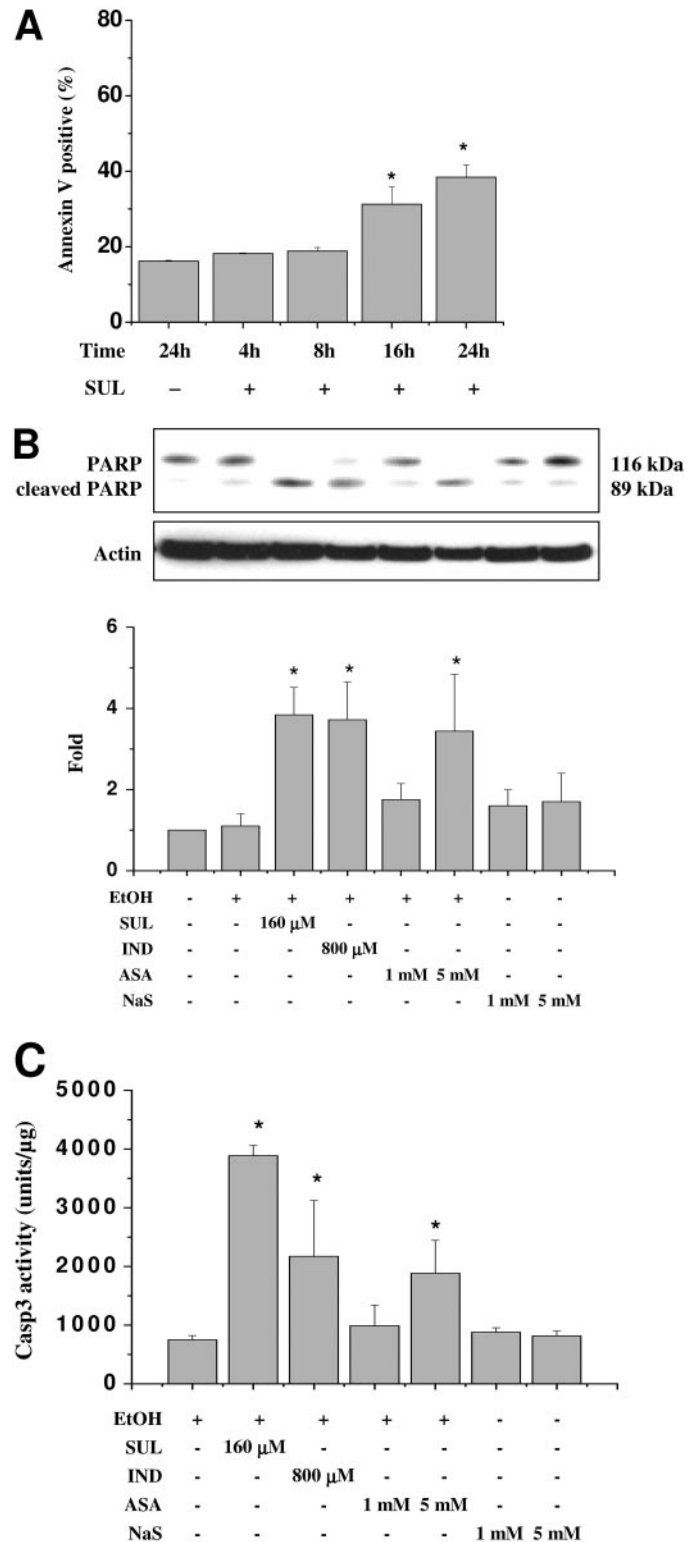 A
80
60
40
20
0
Annexin V positive (%)
* *
Time 24h 4h 8h 16h 24h
SUL – + + + +
B
PARP 116 kDa
cleaved PARP 89 kDa
Actin
6
4
2
0
Fold
* * *
EtOH - + + + + + - -
SUL - - 160 µM - - - - -
IND - - - 800 µM - - - -
ASA - - - - 1 mM 5 mM - -
NaS - - - - - - 1 mM 5 mM
C
5000
4000
3000
2000
1000
0
Casp3 activity (units/µg)
* * *
EtOH + + + + + - -
SUL - 160 µM - - - - -
IND - - 800 µM - - - -
ASA - - - 1 mM 5 mM - -
NaS - - - - - 1 mM 5 mM